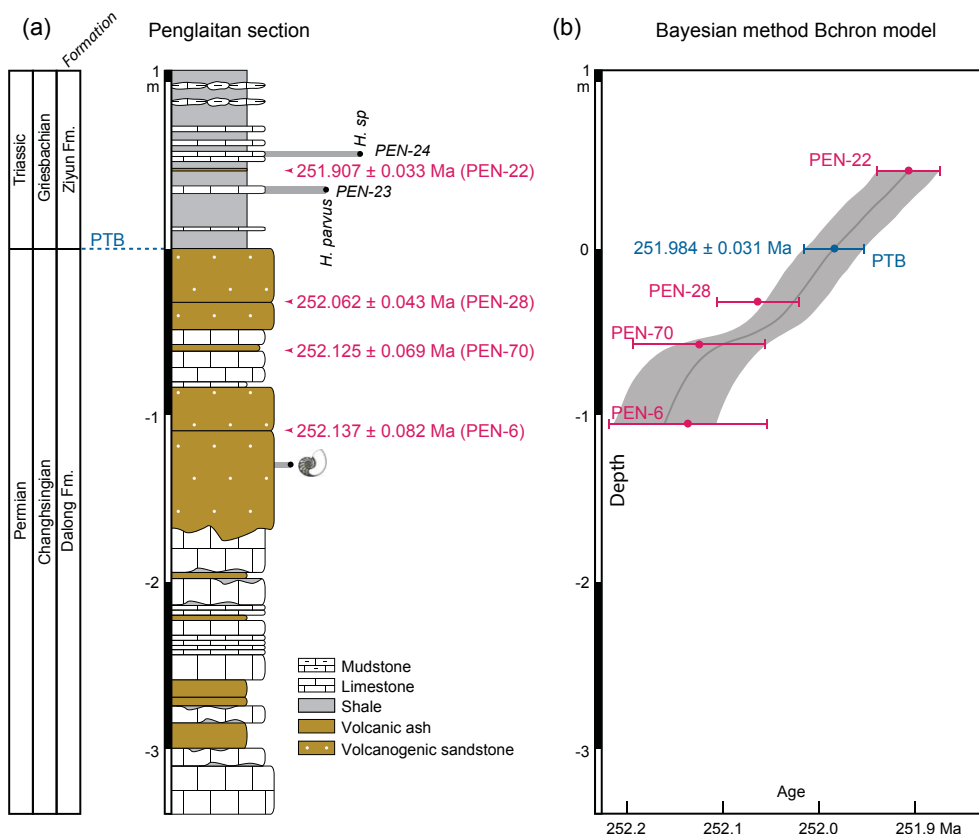 (a)
Penglaitan section
Formation
Triassic
Griesbachian
Ziyun Fm.
Permian
Changhsingian
Dalong Fm.
1
m
-1
-2
-3
H. sp
PEN-24
251.907 ± 0.033 Ma (PEN-22)
PEN-23
H. parvus
PTB
252.062 ± 0.043 Ma (PEN-28)
252.125 ± 0.069 Ma (PEN-70)
252.137 ± 0.082 Ma (PEN-6)
Mudstone
Limestone
Shale
Volcanic ash
Volcanogenic sandstone
(b)
Bayesian method Bchron model
1
m
0
-1
-2
-3
Depth
PEN-22
251.984 ± 0.031 Ma
PTB
PEN-28
PEN-70
PEN-6
Age
252.2
252.1
252.0
251.9 Ma